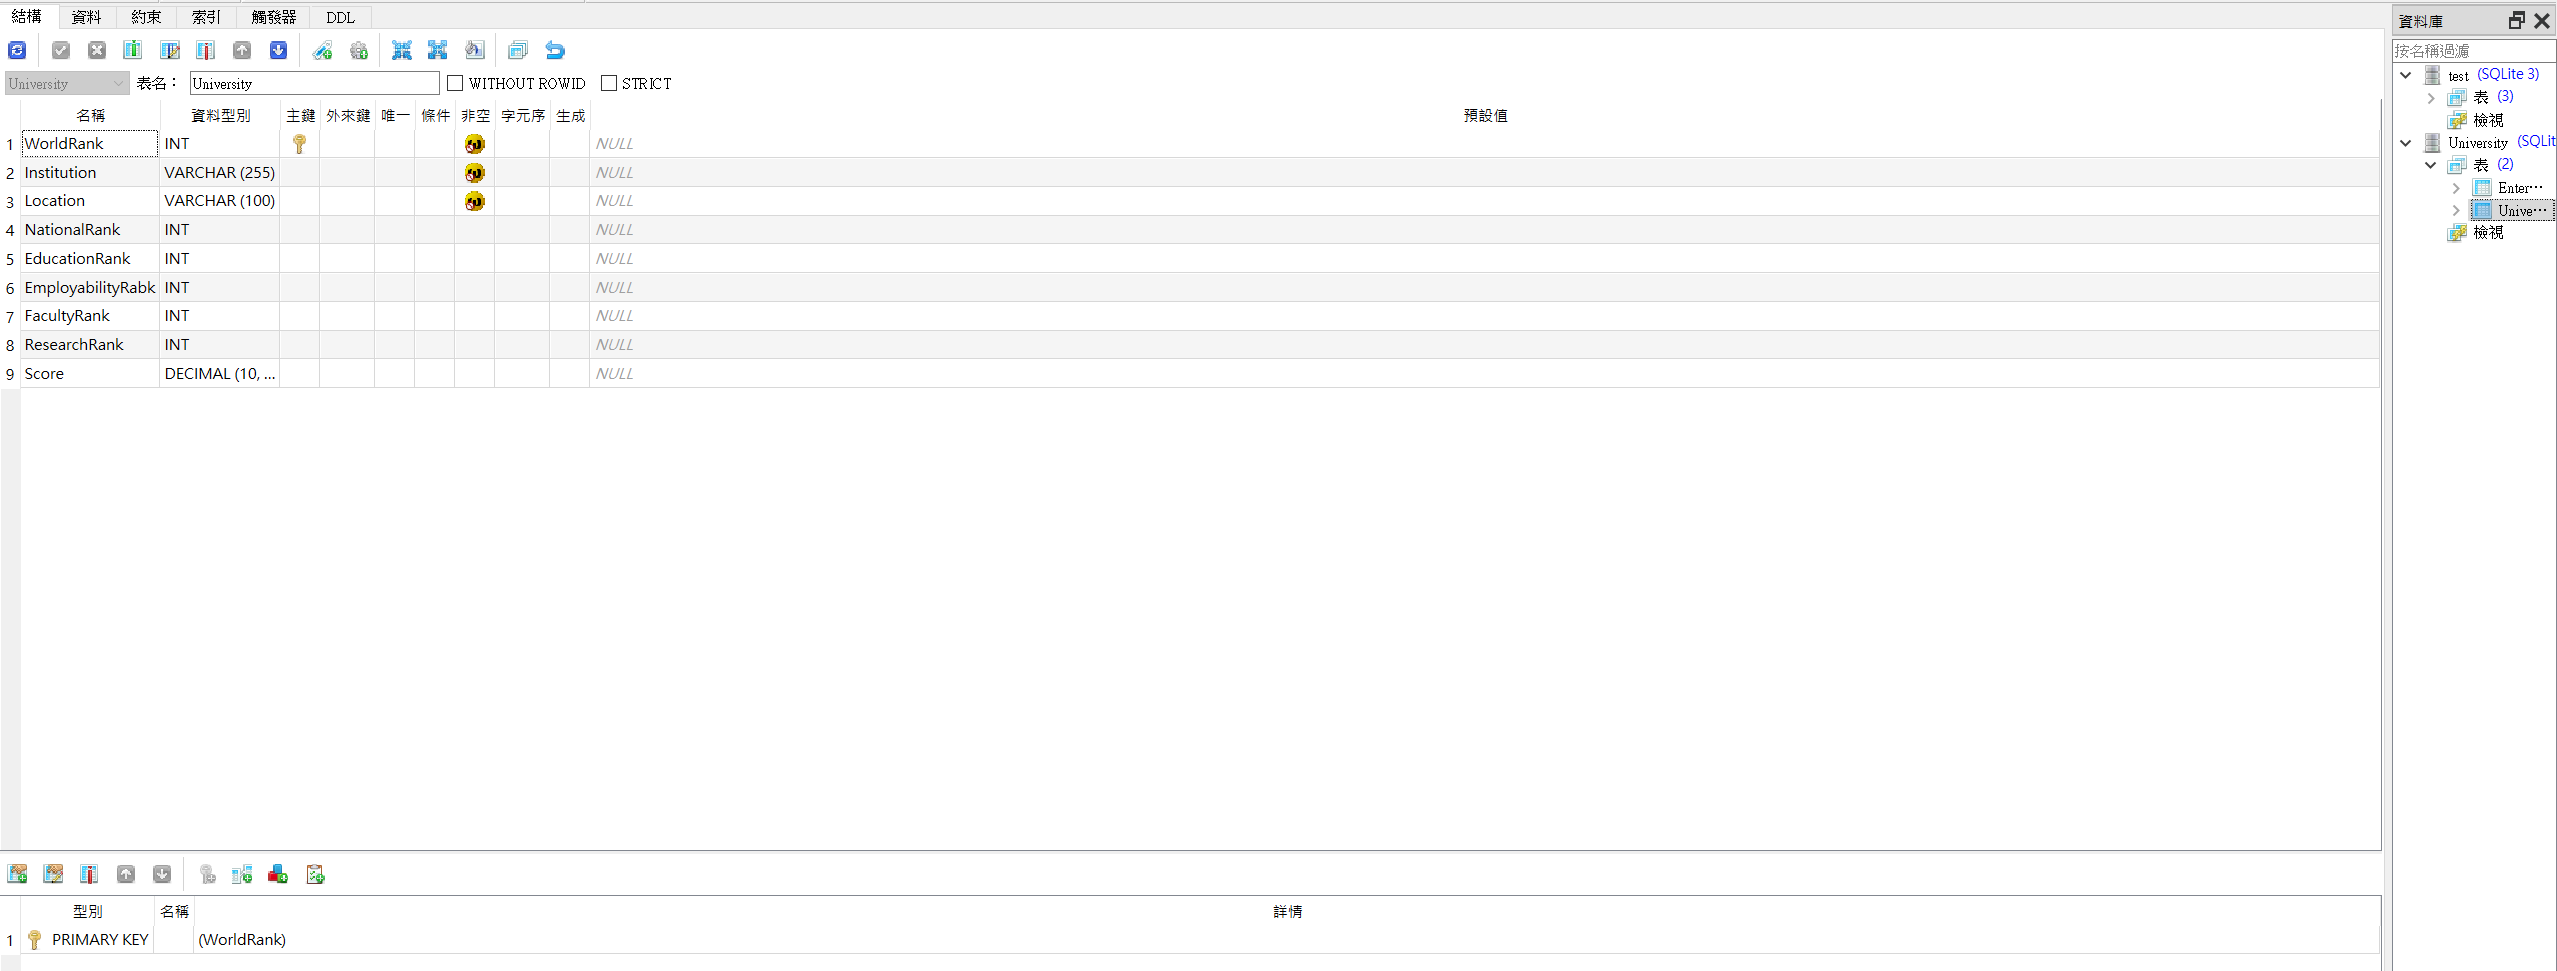 結構 資料 約束 索引 觸發器 DDL
University 表名： University WITHOUT ROWID STRICT
名稱 資料型別 主鍵 外來鍵 唯一 條件 非空 字元序 生成 預設值
1 WorldRank INT NULL
2 Institution VARCHAR (255) NULL
3 Location VARCHAR (100) NULL
4 NationalRank INT NULL
5 EducationRank INT NULL
6 EmployabilityRabk INT NULL
7 FacultyRank INT NULL
8 ResearchRank INT NULL
9 Score DECIMAL (10, ... NULL
型別 名稱 詳情
1 PRIMARY KEY (WorldRank)
資料庫
按名稱過濾
test (SQLite 3)
表 (3)
檢視
University (SQLit
表 (2)
Enter…
Unive…
檢視